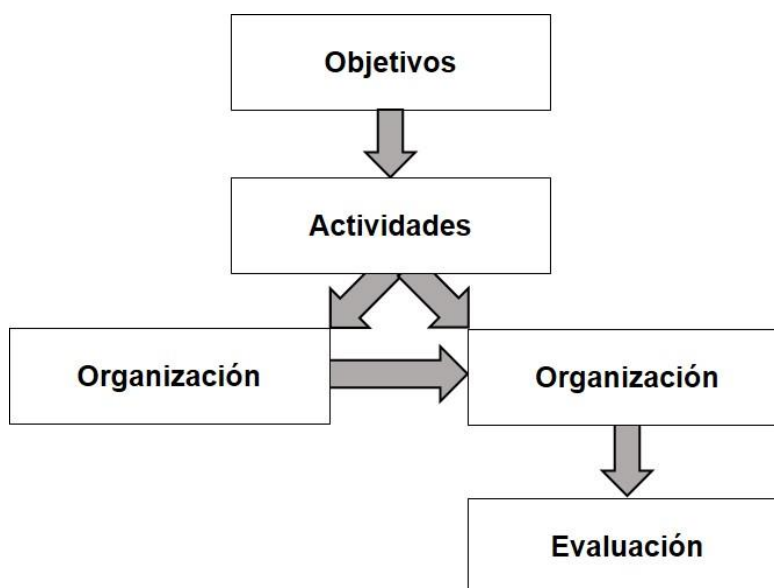 Objetivos
Actividades
Organización
Organización
Evaluación